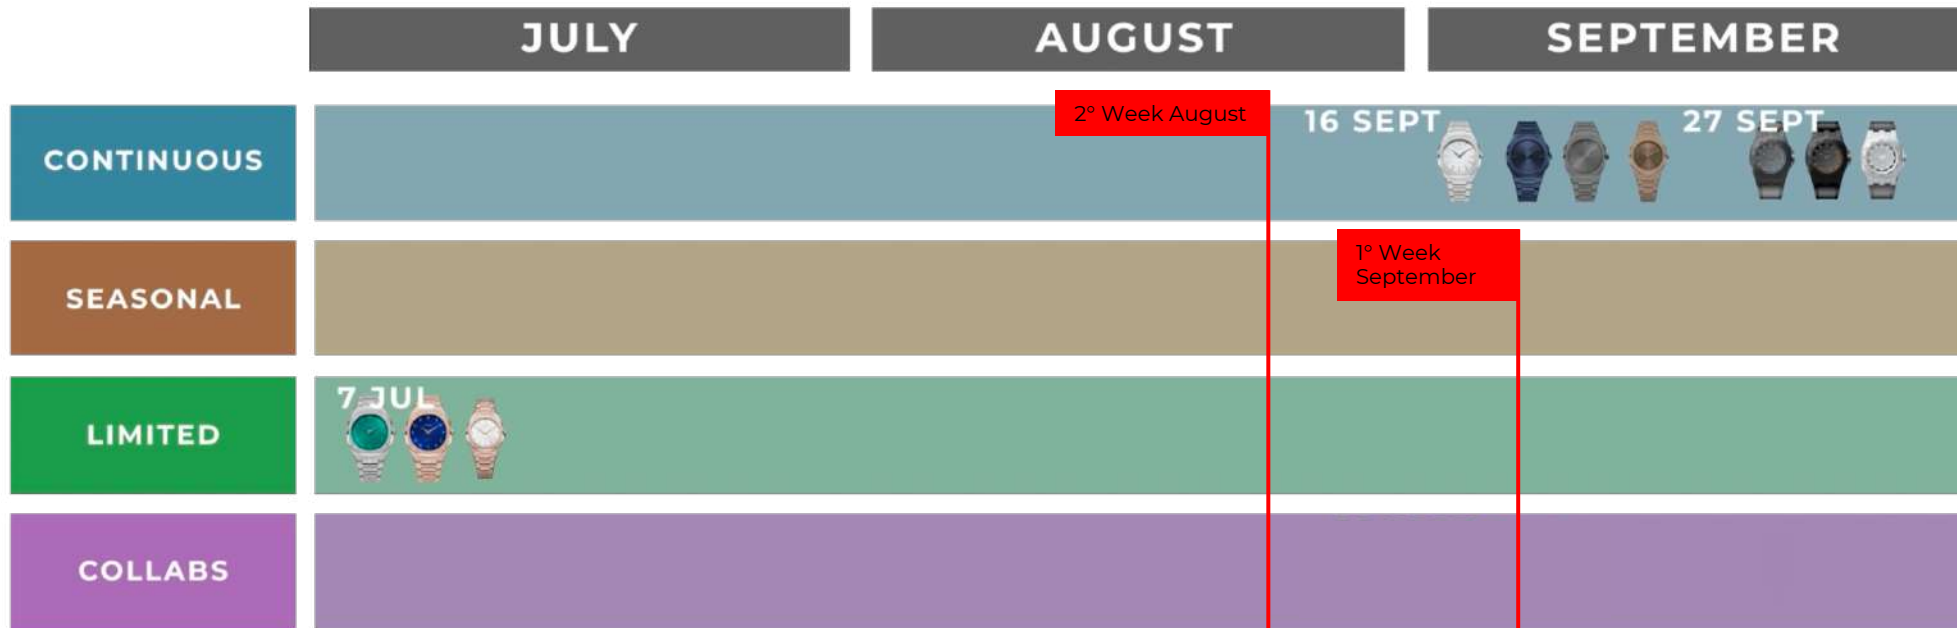 JULY
AUGUST
SEPTEMBER
CONTINUOUS
2° Week August
16 SEPT
27 SEPT
SEASONAL
1° Week
September
LIMITED
7 JUL
COLLABS